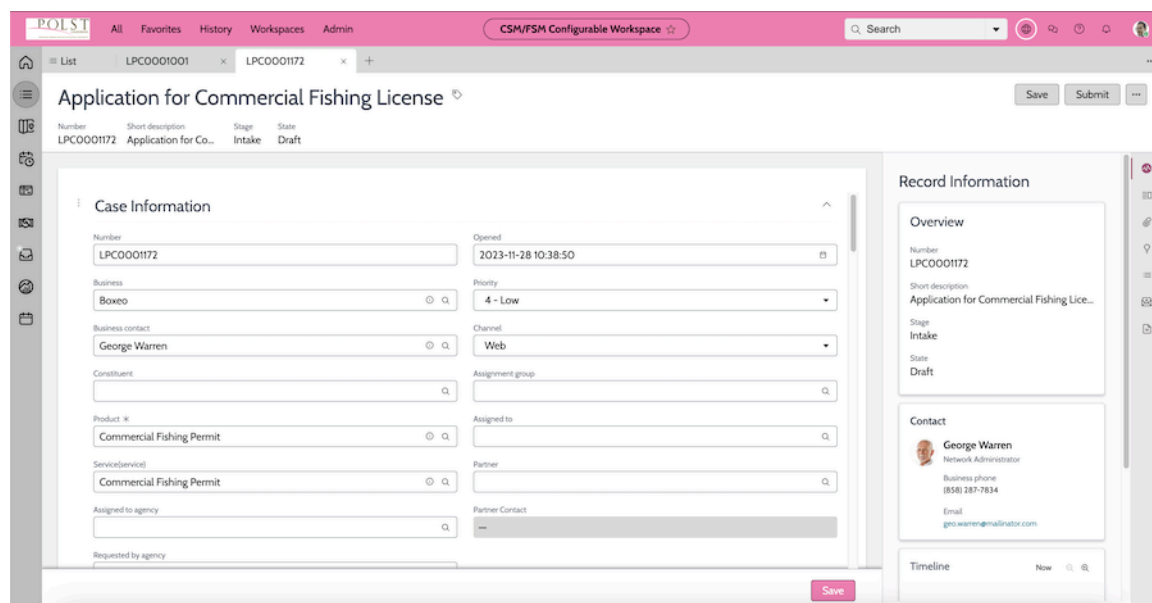 POLST All Favorites History Workspaces Admin CSM/FSM Configurable Workspace Search
List LPC0001001 × LPC0001172 × +
Application for Commercial Fishing License Save Submit ...
Number Short description Stage State
LPC0001172 Application for Co... Intake Draft
Case Information
Number
LPC0001172
Business
Boxeo
Business contact
George Warren
Constituent
Product
Commercial Fishing Permit
Service(service)
Commercial Fishing Permit
Assigned to agency
Requested by agency
Opened
2023-11-28 10:38:50
Priority
4 - Low
Channel
Web
Assignment group
Assigned to
Partner
Partner Contact
—
Save
Record Information
Overview
Number
LPC0001172
Short description
Application for Commercial Fishing Lice...
Stage
Intake
State
Draft
Contact
George Warren
Network Administrator
Business phone
(858) 287-7834
Email
geo.warren@mailinator.com
Timeline Now